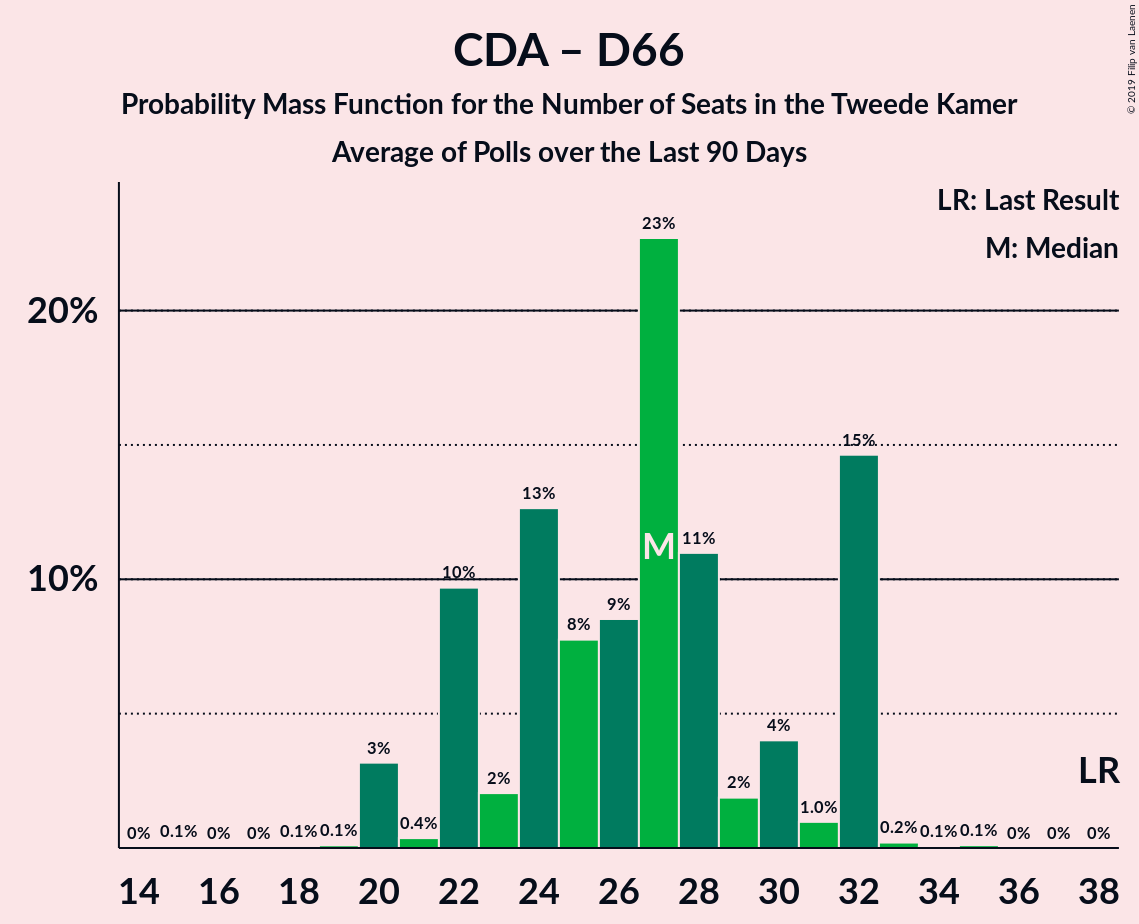 CDA – D66
Probability Mass Function for the Number of Seats in the Tweede Kamer
Average of Polls over the Last 90 Days
© 2019 Filip van Laenen
LR: Last Result
M: Median
20%
10%
0% 0.1% 0% 0% 0.1% 0.1% 3% 0.4% 10% 2% 13% 8% 9% 23% 11% 2% 4% 1.0% 15% 0.2% 0.1% 0.1% 0% 0% 0%
M
LR
14 16 18 20 22 24 26 28 30 32 34 36 38